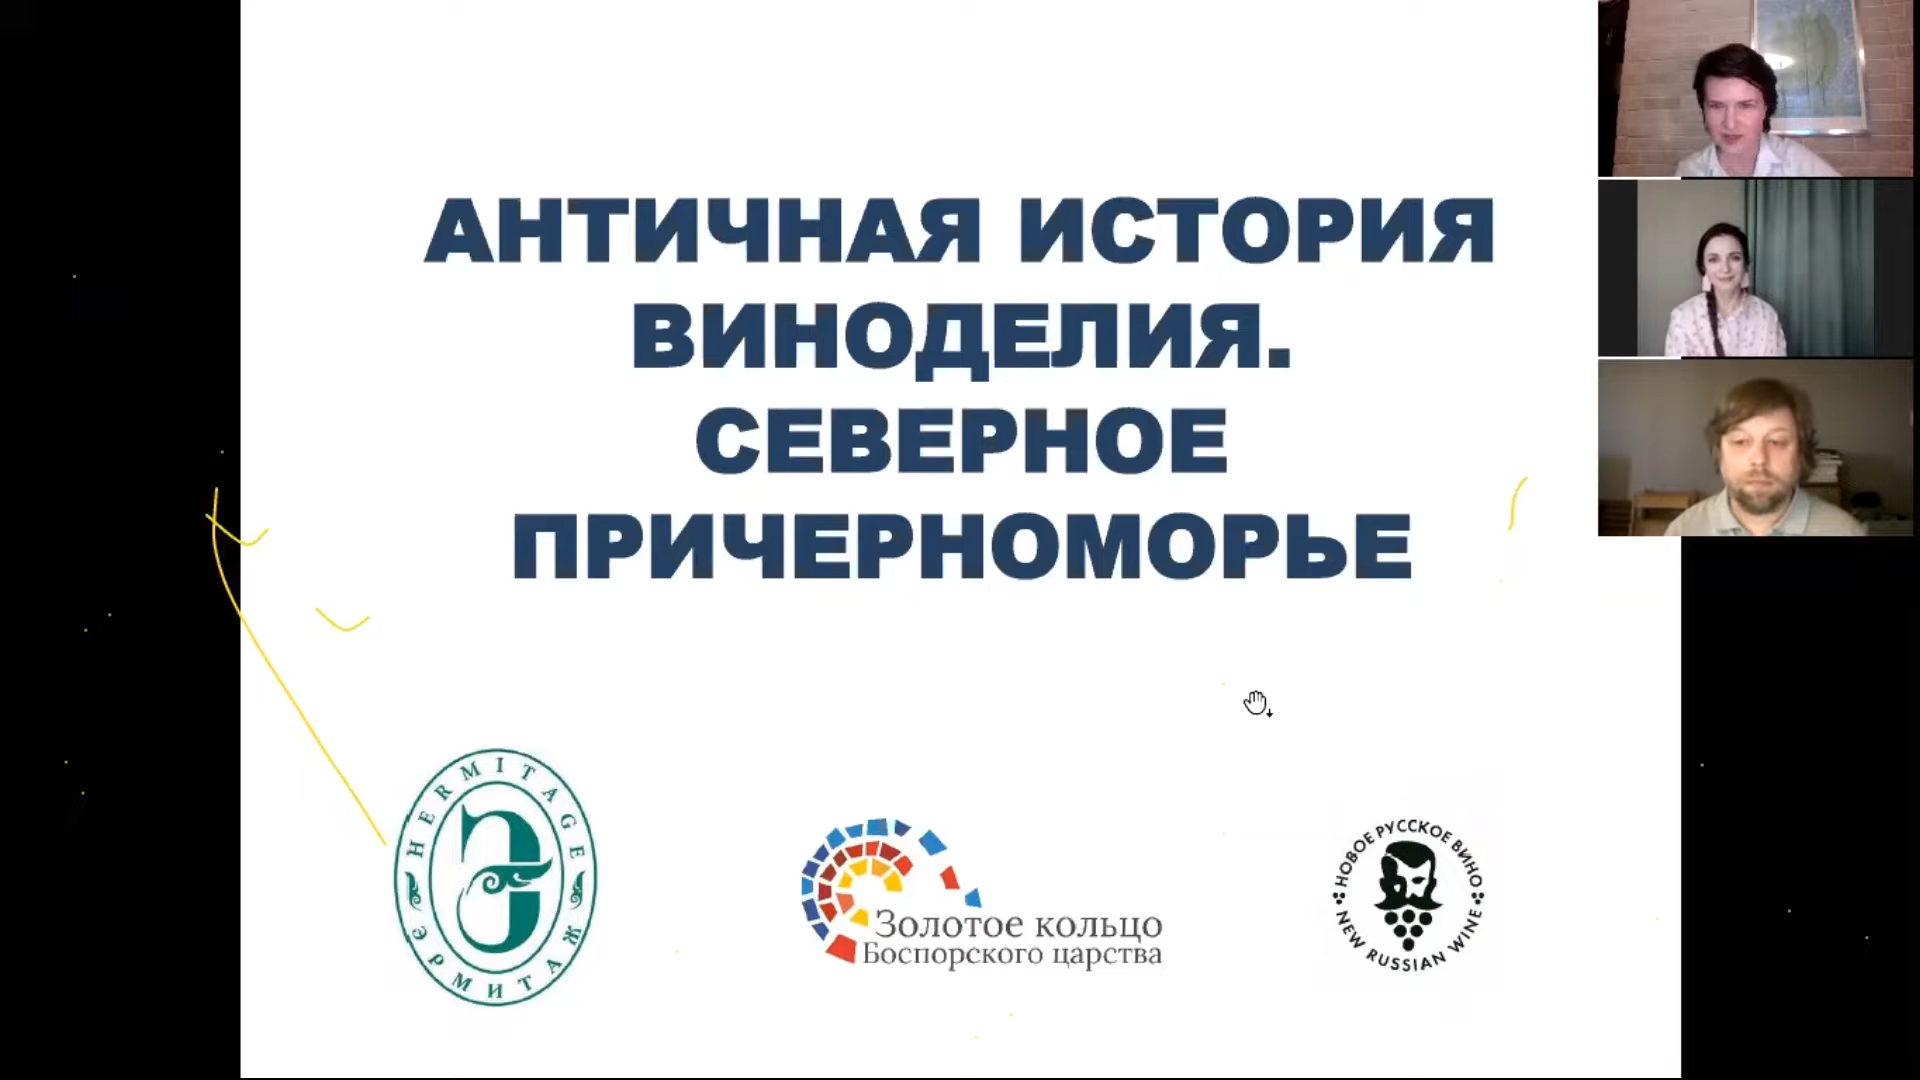 АНТИЧНАЯ ИСТОРИЯ
ВИНОДЕЛИЯ.
СЕВЕРНОЕ
ПРИЧЕРНОМОРЬЕ
HERMITAGE
ЭРМИТАЖ
Золотое кольцо
Боспорского царства
НОВОЕ РУССКОЕ ВИНО
NEW RUSSIAN WINE